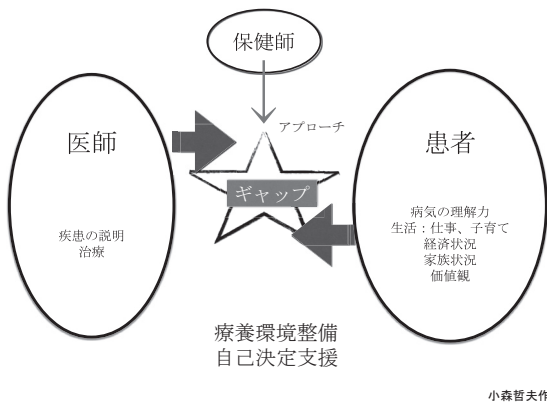 保健師
アプローチ
医師
疾患の説明
治療
ギャップ
患者
病気の理解力
生活：仕事、子育て
経済状況
家族状況
価値観
療養環境整備
自己決定支援
小森哲夫作